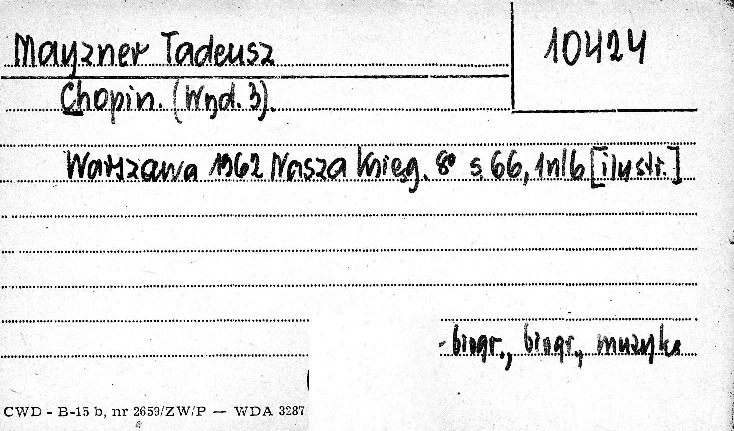 Mayzner Tadeusz
10424
Chopin. (Wyd. 3).
Warszawa 1962 Nasza Księg. 8° s. 66, 1nlb [ilustr.]
- biogr., biogr., muzyka
CWD - B-15 b, nr 2659/ZW/P — WDA 3287